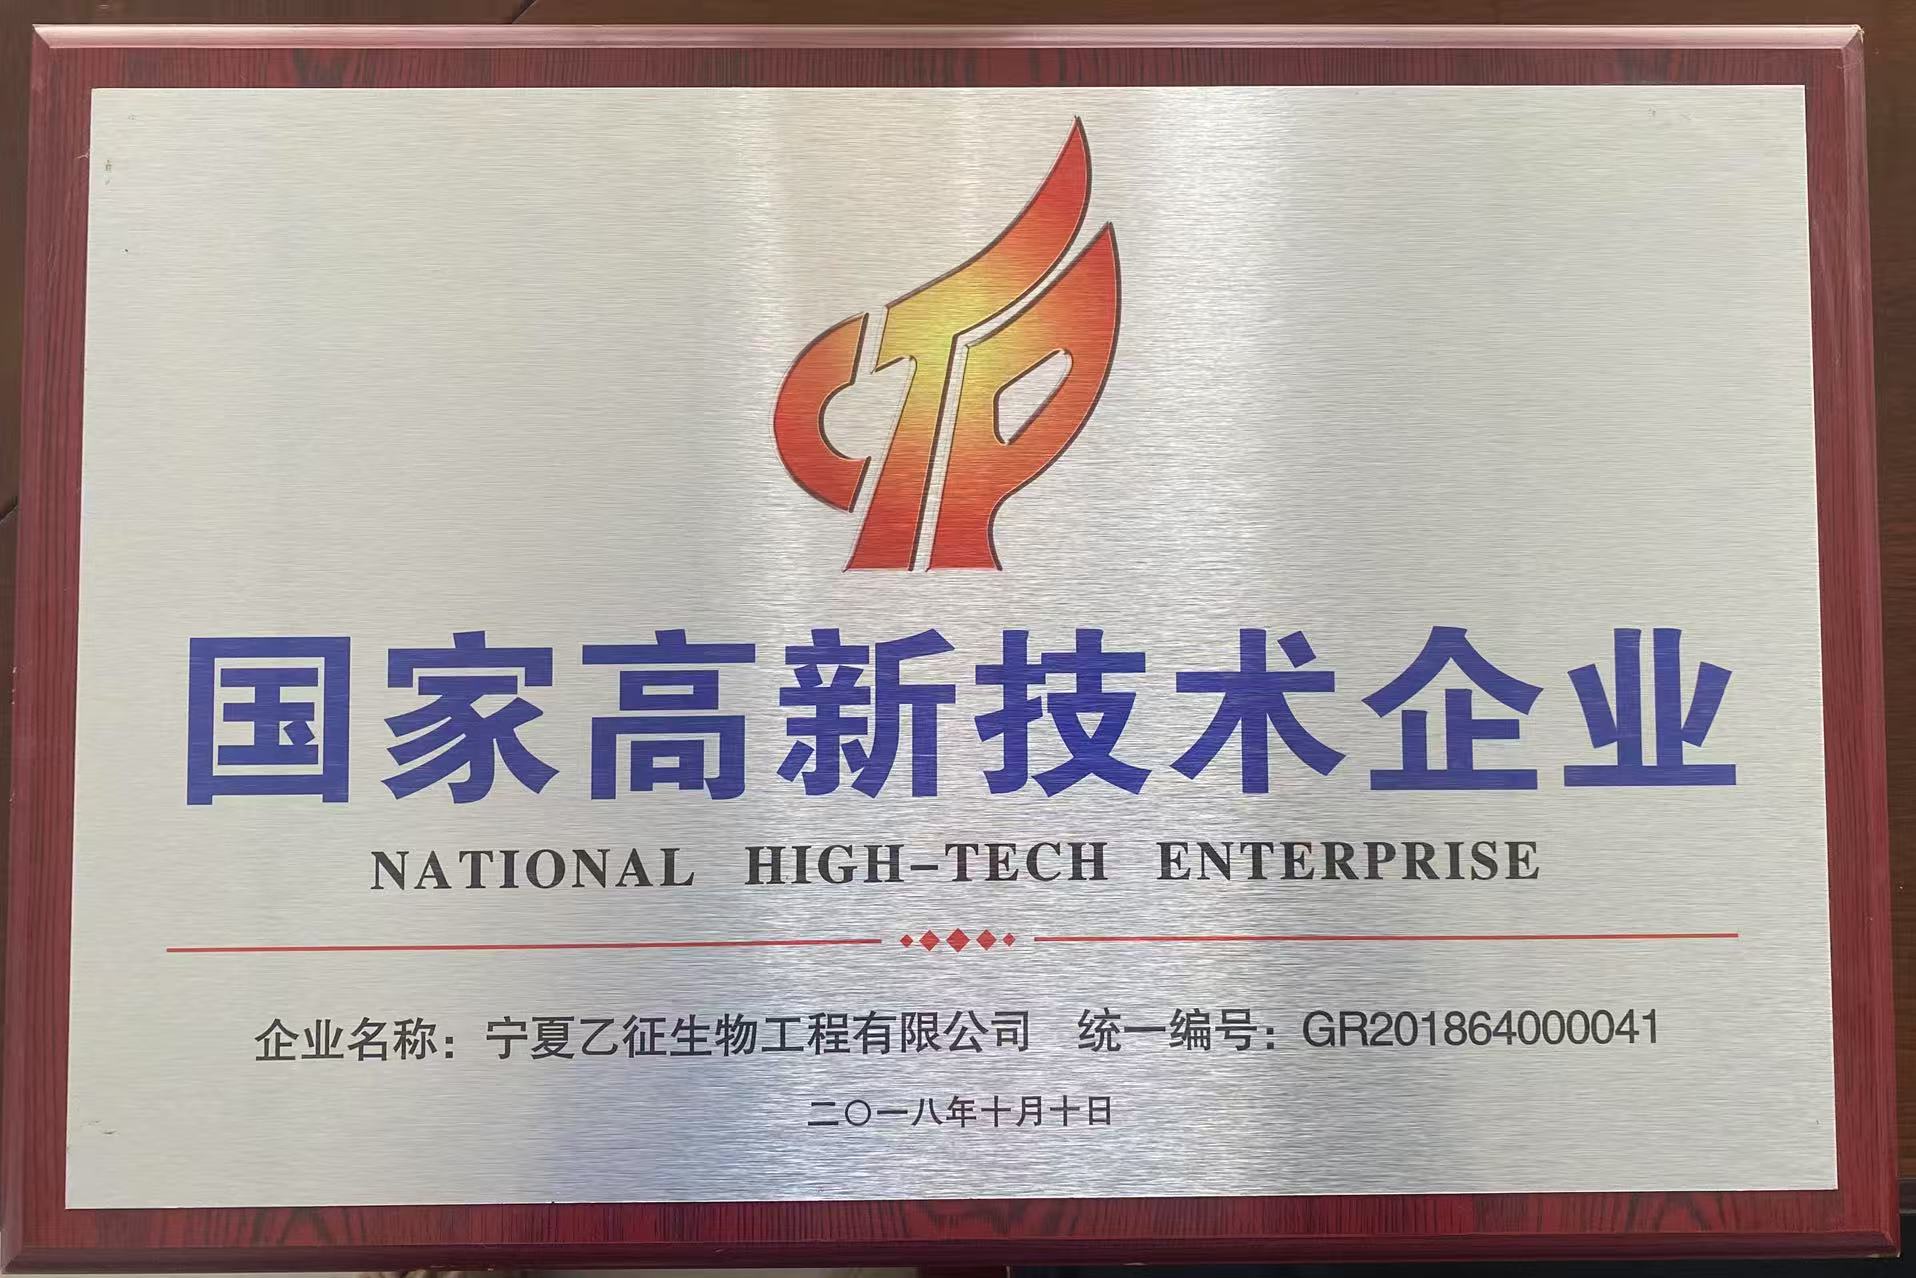 CTP
国家高新技术企业
NATIONAL HIGH-TECH ENTERPRISE
企业名称：宁夏乙征生物工程有限公司 统一编号：GR201864000041
二〇一八年十月十日